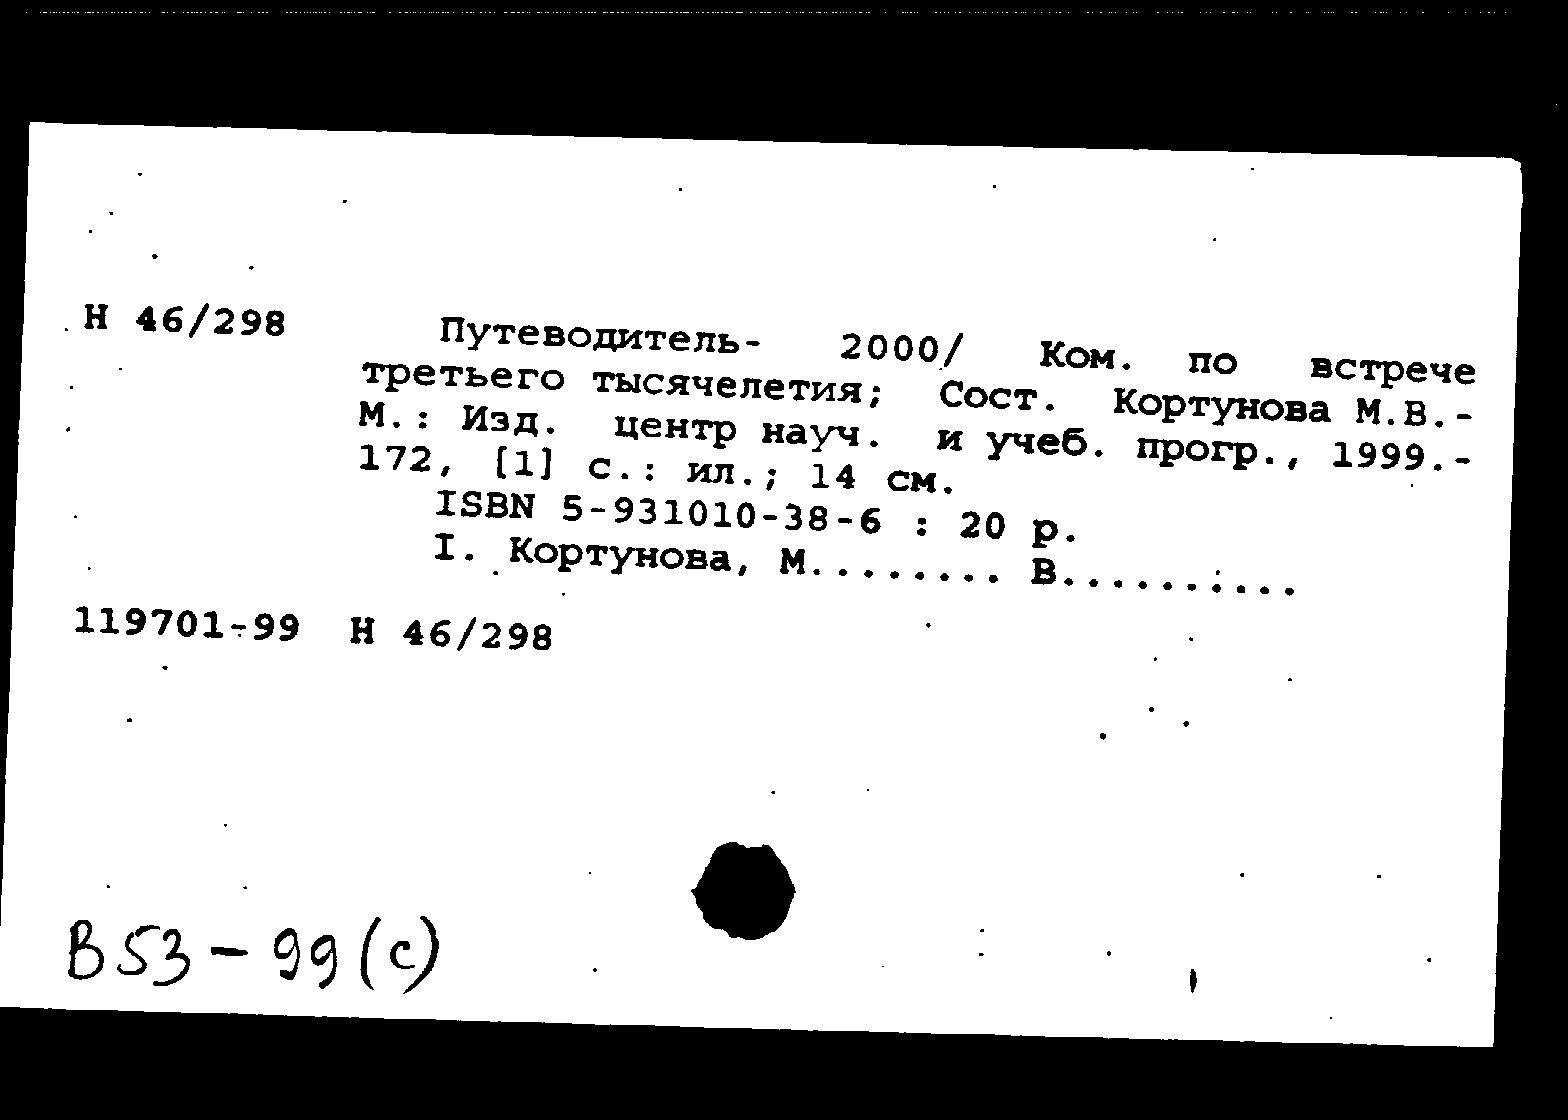 Н 46/298 Путеводитель- 2000/ Ком. по встрече
третьего тысячелетия; Сост. Кортунова М.В.-
М.: Изд. центр науч. и учеб. прогр., 1999.-
172, [1] с.: ил.; 14 см.
ISBN 5-931010-38-6 : 20 р.
I. Кортунова, М........ В..........
119701-99 Н 46/298
В53-99(с)